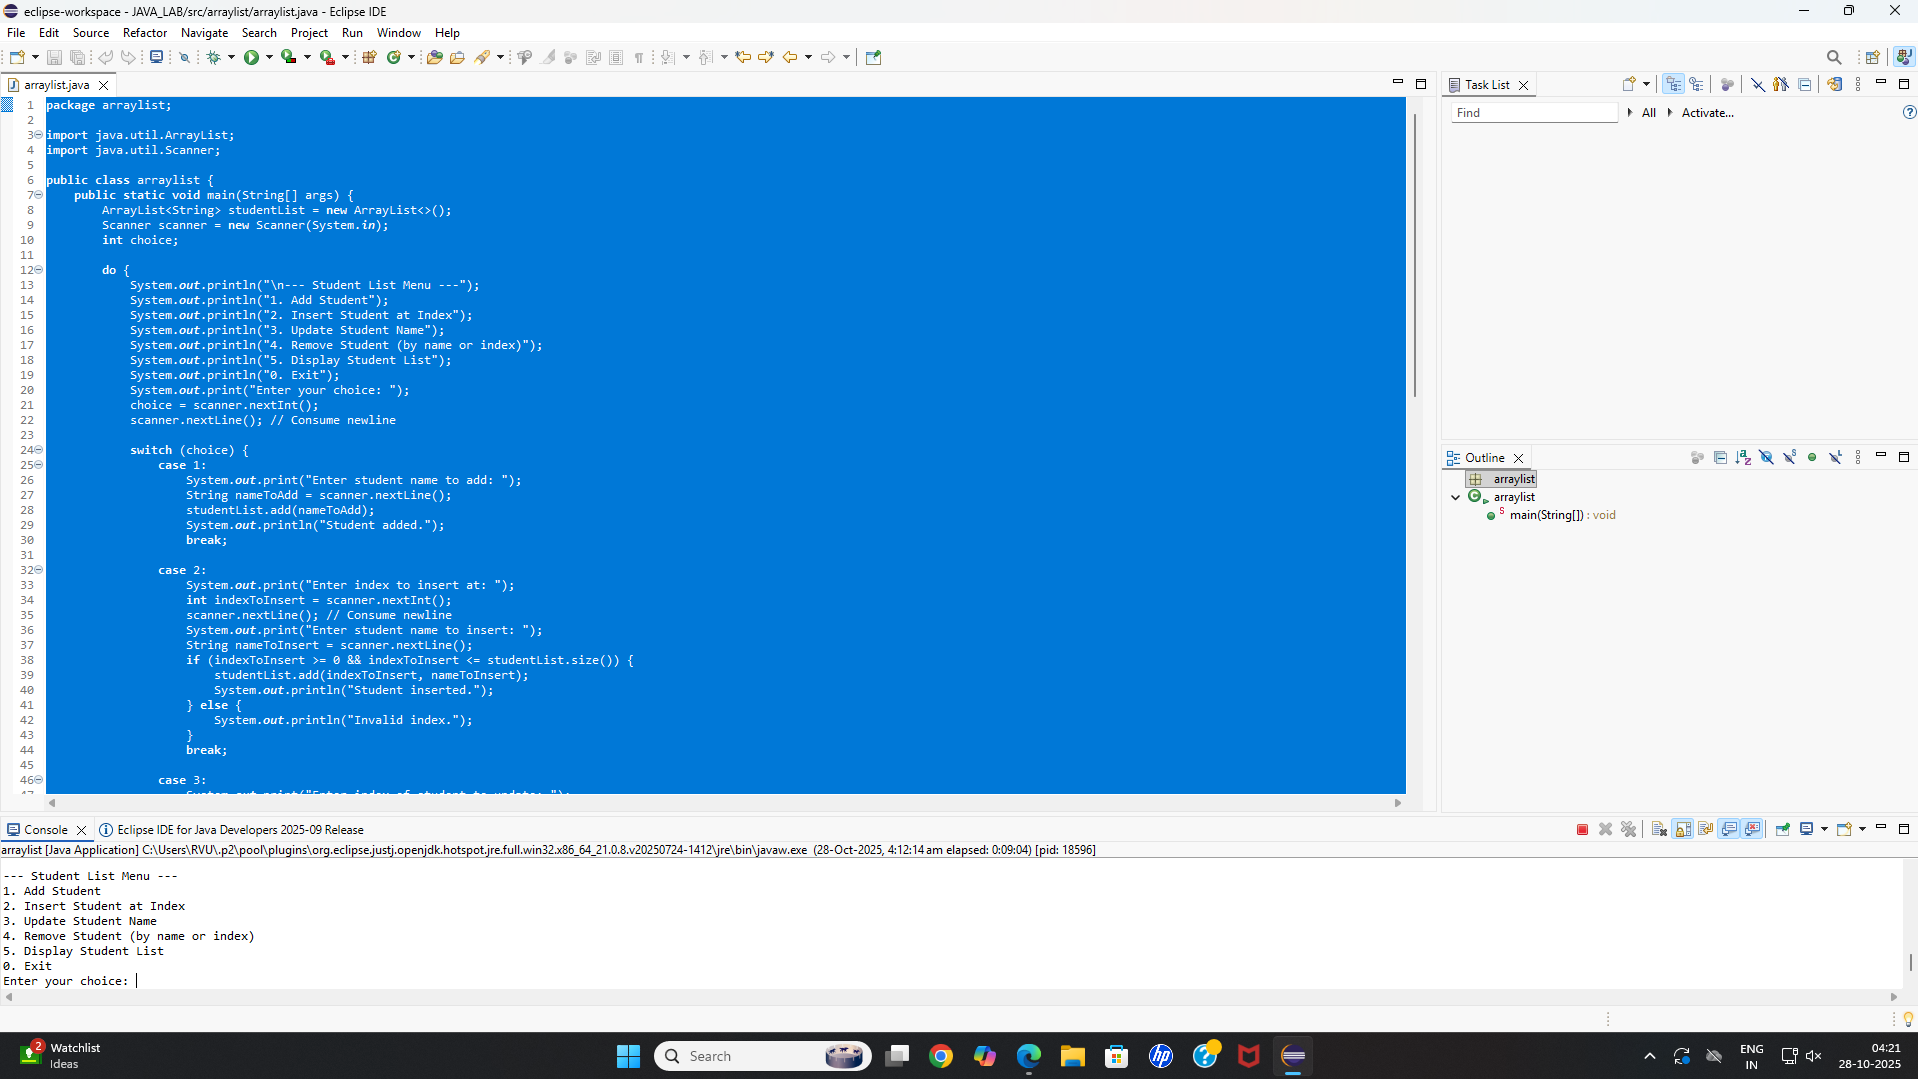 eclipse-workspace - JAVA_LAB/src/arraylist/arraylist.java - Eclipse IDE
File Edit Source Refactor Navigate Search Project Run Window Help
arraylist.java
1 package arraylist;
2
3 import java.util.ArrayList;
4 import java.util.Scanner;
5
6 public class arraylist {
7 public static void main(String[] args) {
8 ArrayList<String> studentList = new ArrayList<>();
9 Scanner scanner = new Scanner(System.in);
10 int choice;
11
12 do {
13 System.out.println("\n--- Student List Menu ---");
14 System.out.println("1. Add Student");
15 System.out.println("2. Insert Student at Index");
16 System.out.println("3. Update Student Name");
17 System.out.println("4. Remove Student (by name or index)");
18 System.out.println("5. Display Student List");
19 System.out.println("0. Exit");
20 System.out.print("Enter your choice: ");
21 choice = scanner.nextInt();
22 scanner.nextLine(); // Consume newline
23
24 switch (choice) {
25 case 1:
26 System.out.print("Enter student name to add: ");
27 String nameToAdd = scanner.nextLine();
28 studentList.add(nameToAdd);
29 System.out.println("Student added.");
30 break;
31
32 case 2:
33 System.out.print("Enter index to insert at: ");
34 int indexToInsert = scanner.nextInt();
35 scanner.nextLine(); // Consume newline
36 System.out.print("Enter student name to insert: ");
37 String nameToInsert = scanner.nextLine();
38 if (indexToInsert >= 0 && indexToInsert <= studentList.size()) {
39 studentList.add(indexToInsert, nameToInsert);
40 System.out.println("Student inserted.");
41 } else {
42 System.out.println("Invalid index.");
43 }
44 break;
45
46 case 3:
47 System.out.print("Enter index of student to update: ");
Task List
Find All Activate...
Outline
arraylist
arraylist
main(String[]) : void
Console Eclipse IDE for Java Developers 2025-09 Release
arraylist [Java Application] C:\Users\RVU\.p2\pool\plugins\org.eclipse.justj.openjdk.hotspot.jre.full.win32.x86_64_21.0.8.v20250724-1412\jre\bin\javaw.exe (28-Oct-2025, 4:12:14 am elapsed: 0:09:04) [pid: 18596]
--- Student List Menu ---
1. Add Student
2. Insert Student at Index
3. Update Student Name
4. Remove Student (by name or index)
5. Display Student List
0. Exit
Enter your choice:
2
Watchlist
Ideas
Search
hp
ENG
IN
04:21
28-10-2025